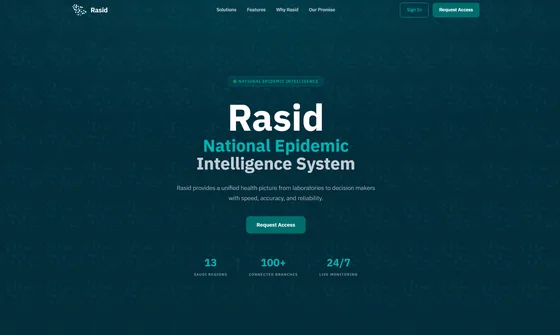 Rasid
Solutions
Features
Why Rasid
Our Promise
Sign In
Request Access
NATIONAL EPIDEMIC INTELLIGENCE
Rasid
National Epidemic
Intelligence System
Rasid provides a unified health picture from laboratories to decision makers
with speed, accuracy, and reliability.
Request Access
13
SAUDI REGIONS
100+
CONNECTED BRANCHES
24/7
LIVE MONITORING